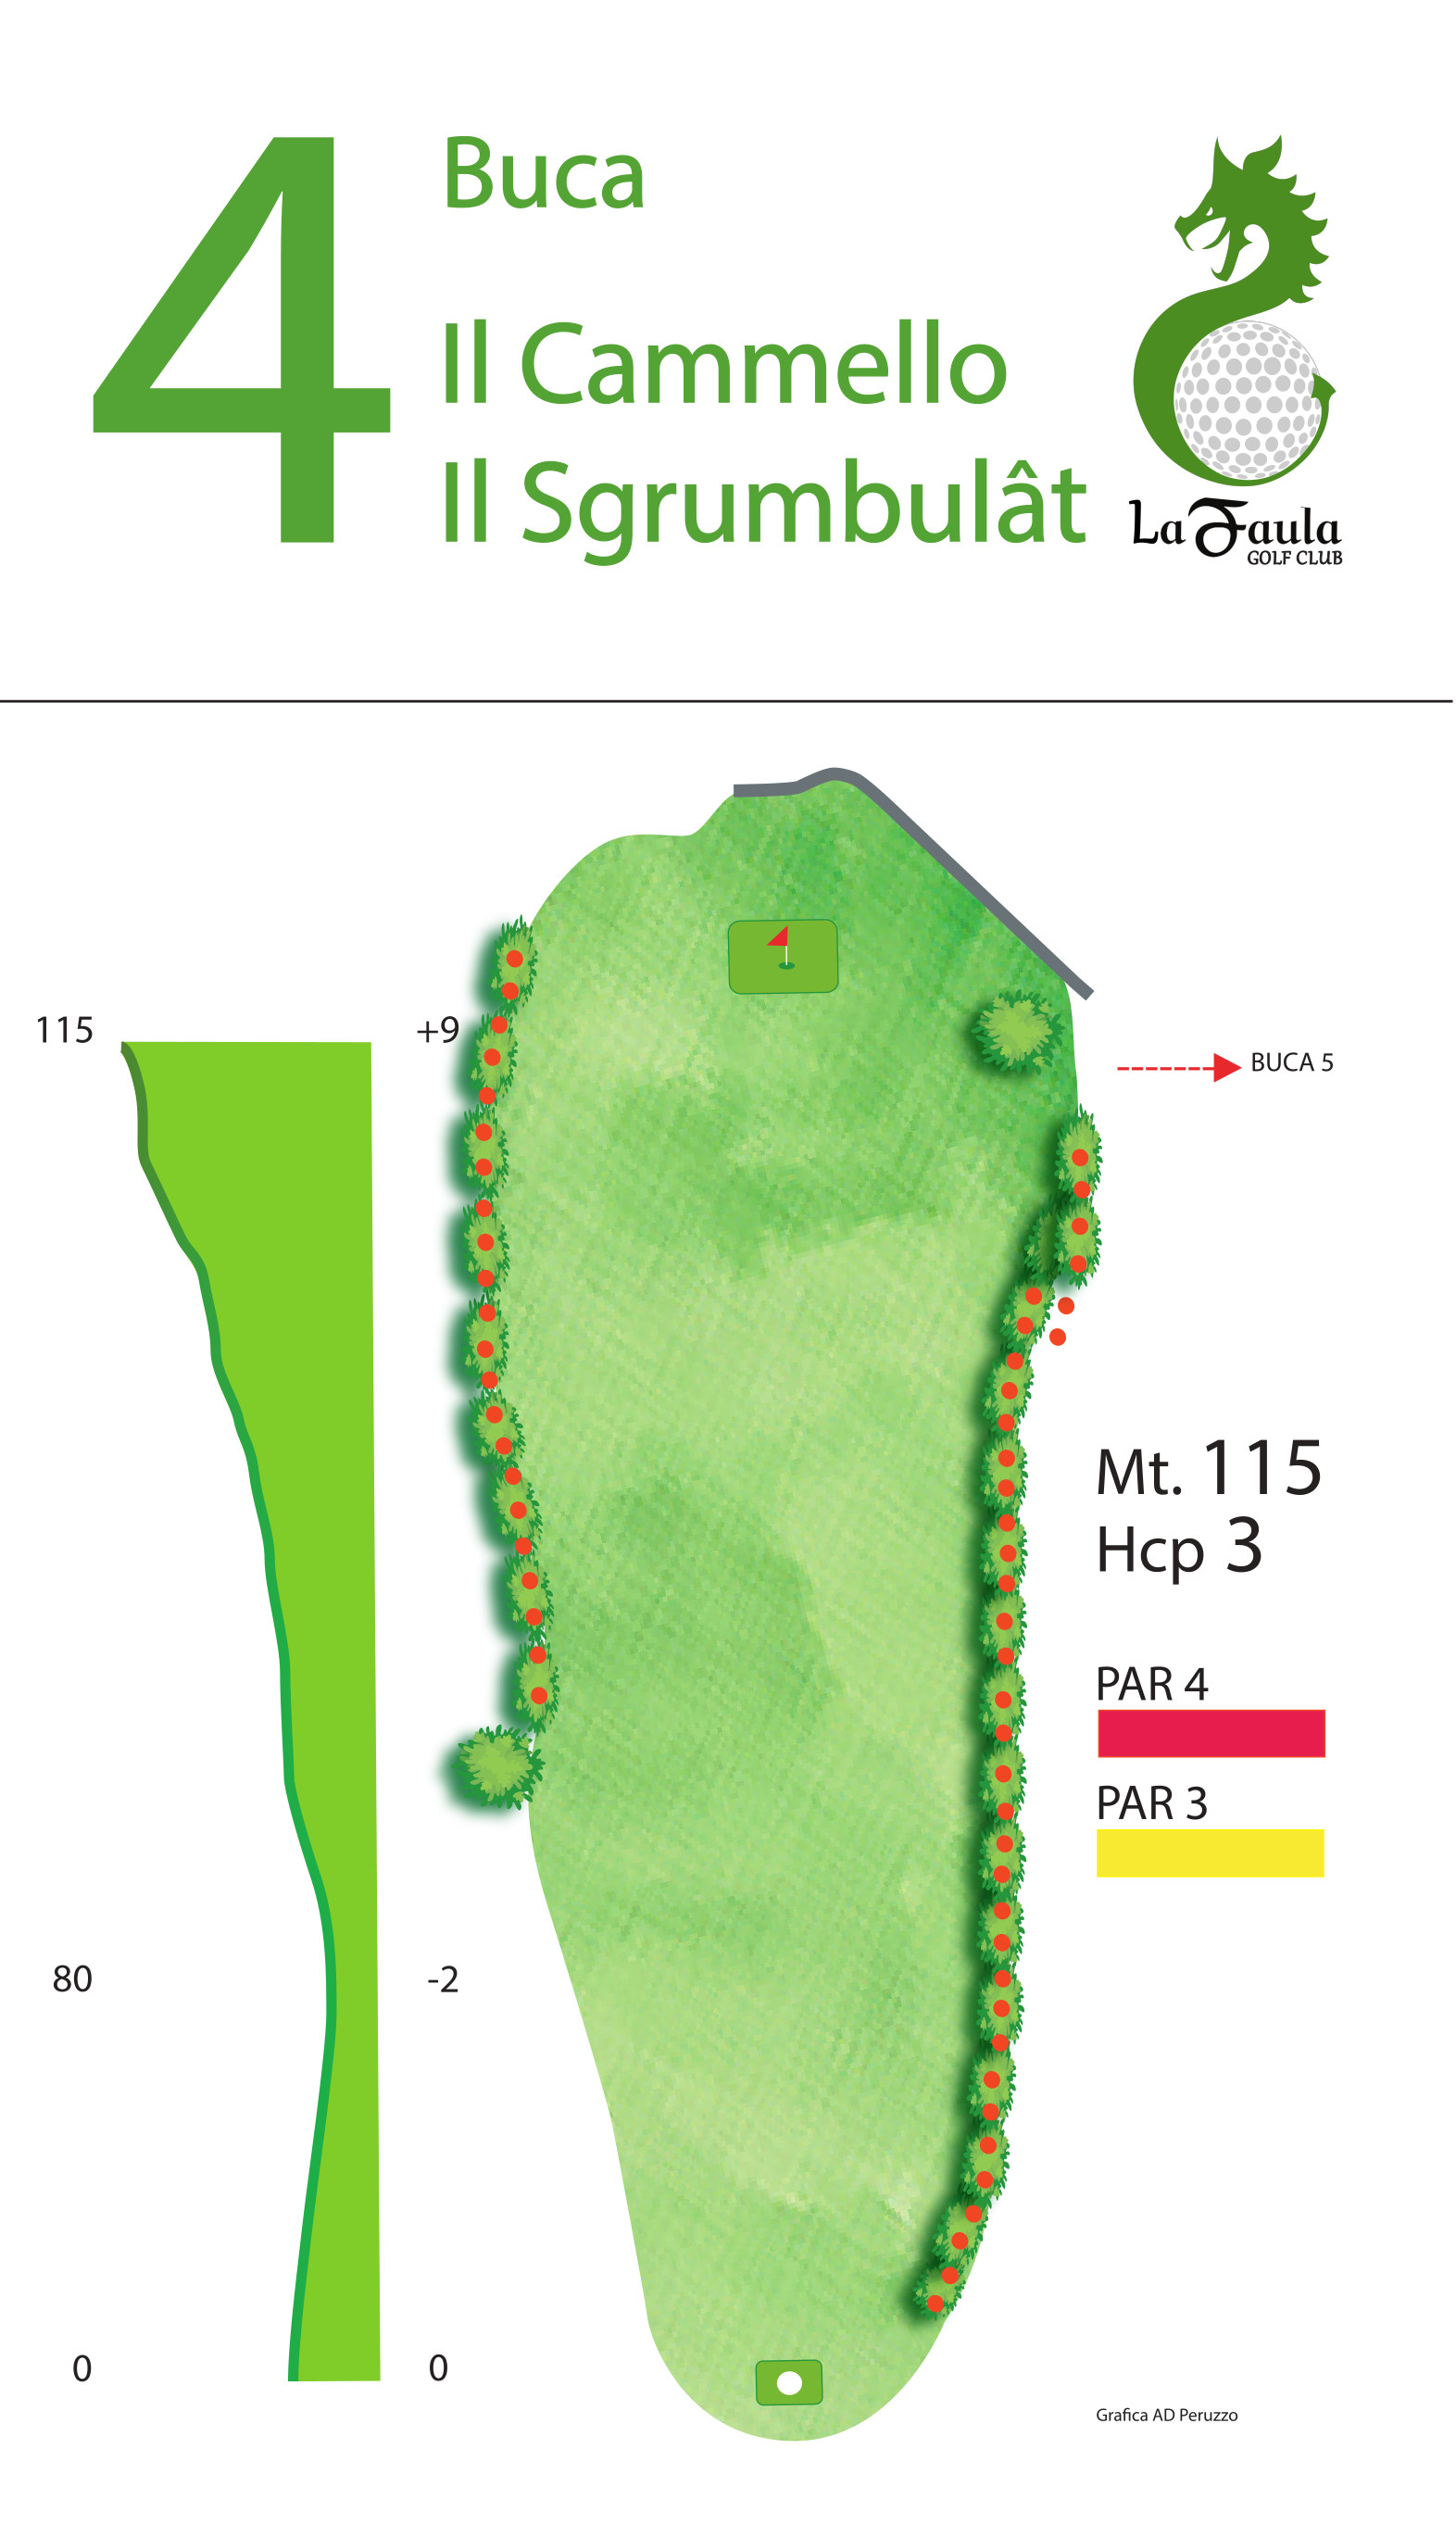 4
Buca
Il Cammello
Il Sgrumbulât
La Faula
GOLF CLUB
115
+9
BUCA 5
Mt. 115
Hcp 3
PAR 4
PAR 3
80
-2
0
0
Grafica AD Peruzzo